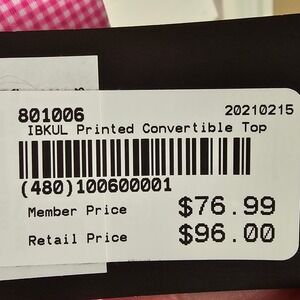 801006 20210215
IBKUL Printed Convertible Top
(480)100600001
Member Price $76.99
Retail Price $96.00